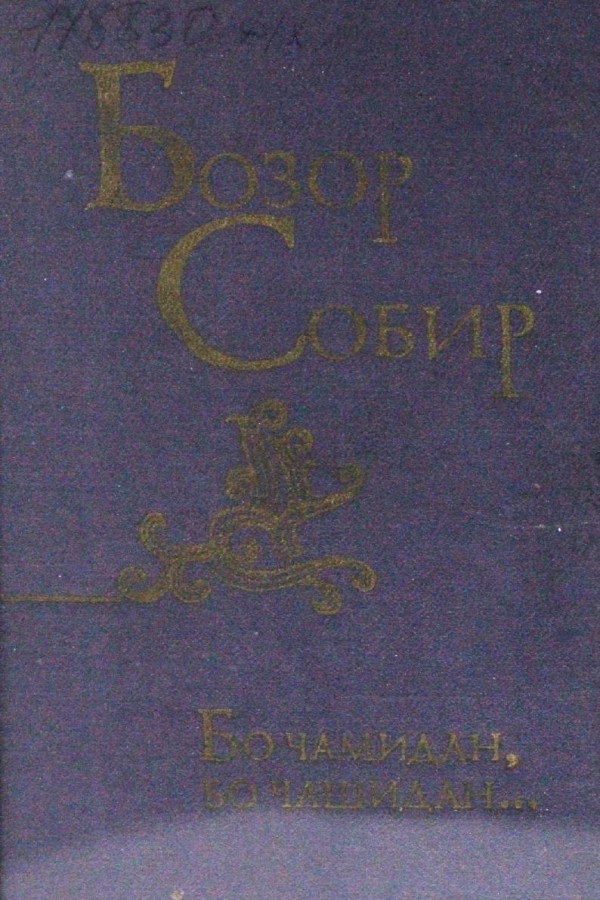 Бозор
Собир
Бо чамидан,
бо чашидан...